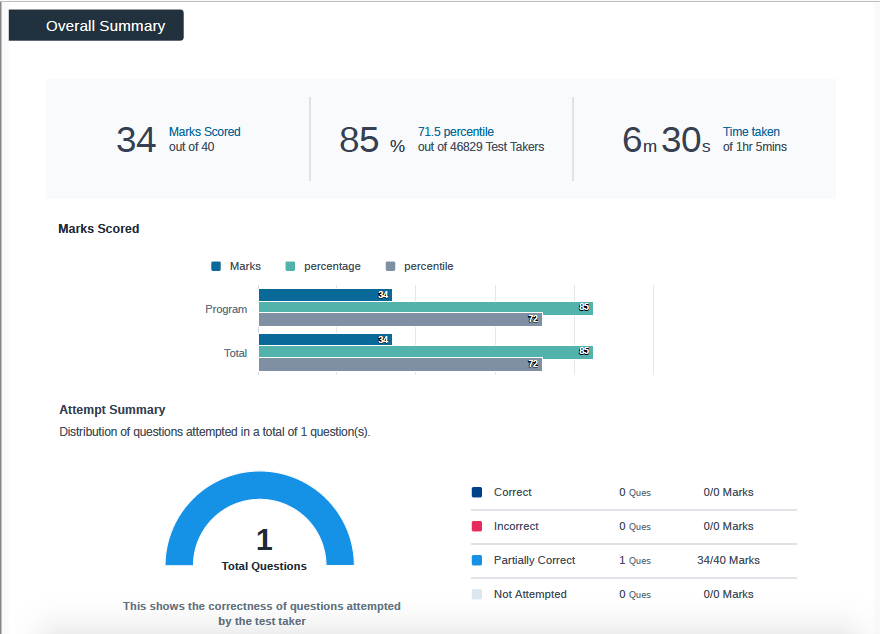 Overall Summary
34 Marks Scored
out of 40
85 % 71.5 percentile
out of 46829 Test Takers
6m 30s Time taken
of 1hr 5mins
Marks Scored
Marks percentage percentile
Program 34
85
72
Total 34
85
72
Attempt Summary
Distribution of questions attempted in a total of 1 question(s).
1
Total Questions
This shows the correctness of questions attempted
by the test taker
Correct 0 Ques 0/0 Marks
Incorrect 0 Ques 0/0 Marks
Partially Correct 1 Ques 34/40 Marks
Not Attempted 0 Ques 0/0 Marks